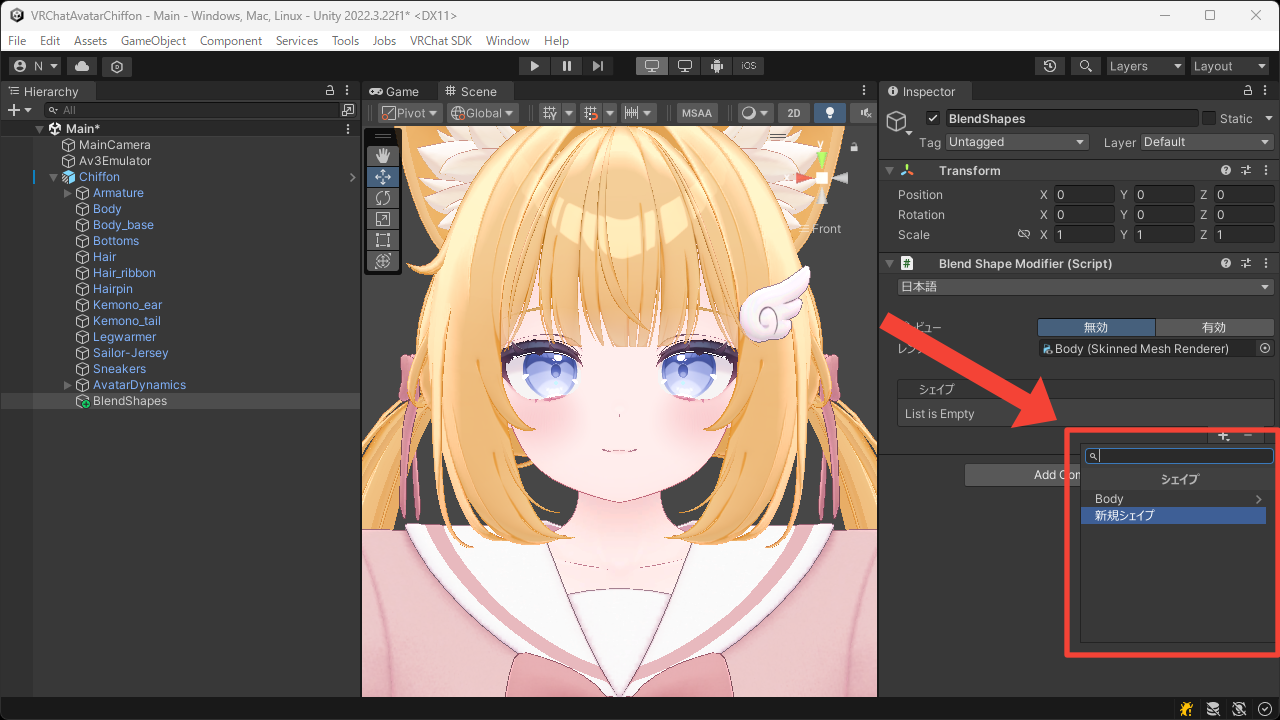 VRChatAvatarChiffon - Main - Windows, Mac, Linux - Unity 2022.3.22f1* <DX11>
File Edit Assets GameObject Component Services Tools Jobs VRChat SDK Window Help
N
iOS
Layers
Layout
Hierarchy
All
Main*
MainCamera
Av3Emulator
Chiffon
Armature
Body
Body_base
Bottoms
Hair
Hair_ribbon
Hairpin
Kemono_ear
Kemono_tail
Legwarmer
Sailor-Jersey
Sneakers
AvatarDynamics
BlendShapes
Game
Scene
Pivot
Global
MSAA
2D
y
Front
Inspector
BlendShapes
Static
Tag Untagged
Layer Default
Transform
Position X 0 Y 0 Z 0
Rotation X 0 Y 0 Z 0
Scale X 1 Y 1 Z 1
Blend Shape Modifier (Script)
日本語
ビュー 無効 有効
レン Body (Skinned Mesh Renderer)
シェイプ
List is Empty
Add Com
シェイプ
Body
新規シェイプ